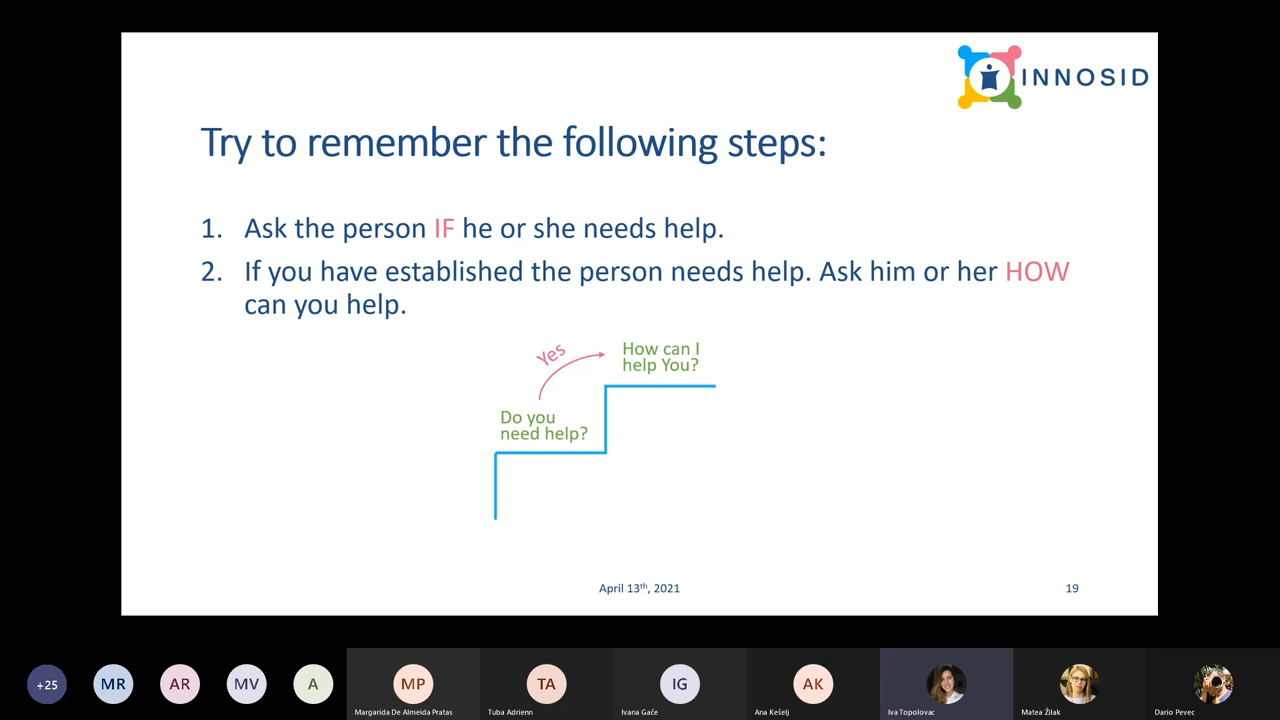 INNOSID
Try to remember the following steps:
1. Ask the person IF he or she needs help.
2. If you have established the person needs help. Ask him or her HOW
can you help.
Yes
How can I
help You?
Do you
need help?
April 13th, 2021
19
+25
MR
AR
MV
A
MP
TA
IG
AK
Margarida De Almeida Pratas
Tuba Adrienn
Ivana Gače
Ana Kešelj
Iva Topolovac
Matea Žilak
Dario Pevec